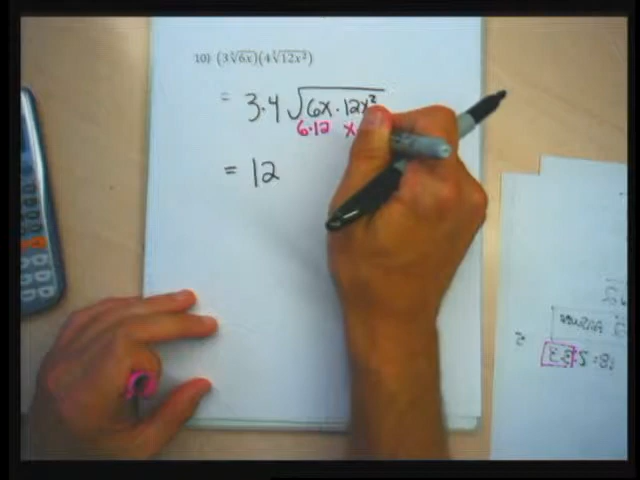 10) (3∛6x)(4∛12x²)
= 3·4 √6x·12x²
6·12 x
= 12